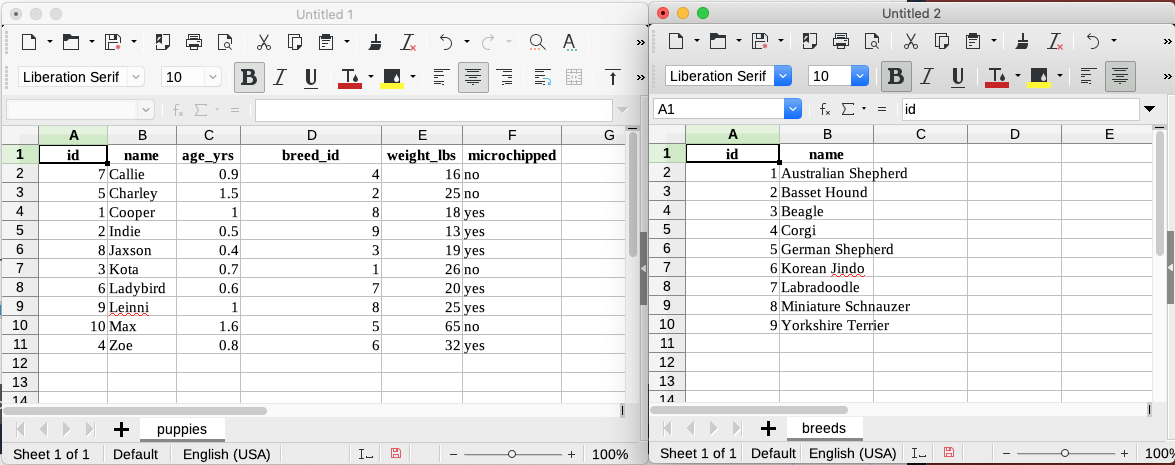 Untitled 1
»
Liberation Serif 10 B I U T »
fx Σ =
A B C D E F G
1 id name age_yrs breed_id weight_lbs microchipped
2 7 Callie 0.9 4 16 no
3 5 Charley 1.5 2 25 no
4 1 Cooper 1 8 18 yes
5 2 Indie 0.5 9 13 yes
6 8 Jaxson 0.4 3 19 yes
7 3 Kota 0.7 1 26 no
8 6 Ladybird 0.6 7 20 yes
9 9 Leinni 1 8 25 yes
10 10 Max 1.6 5 65 no
11 4 Zoe 0.8 6 32 yes
12
13
14
+ puppies
Sheet 1 of 1 Default English (USA) − + 100%
Untitled 2
»
Liberation Serif 10 B I U T »
A1 fx Σ = id
A B C D E
1 id name
2 1 Australian Shepherd
3 2 Basset Hound
4 3 Beagle
5 4 Corgi
6 5 German Shepherd
7 6 Korean Jindo
8 7 Labradoodle
9 8 Miniature Schnauzer
10 9 Yorkshire Terrier
11
12
13
14
+ breeds
Sheet 1 of 1 Default English (USA) − + 100%